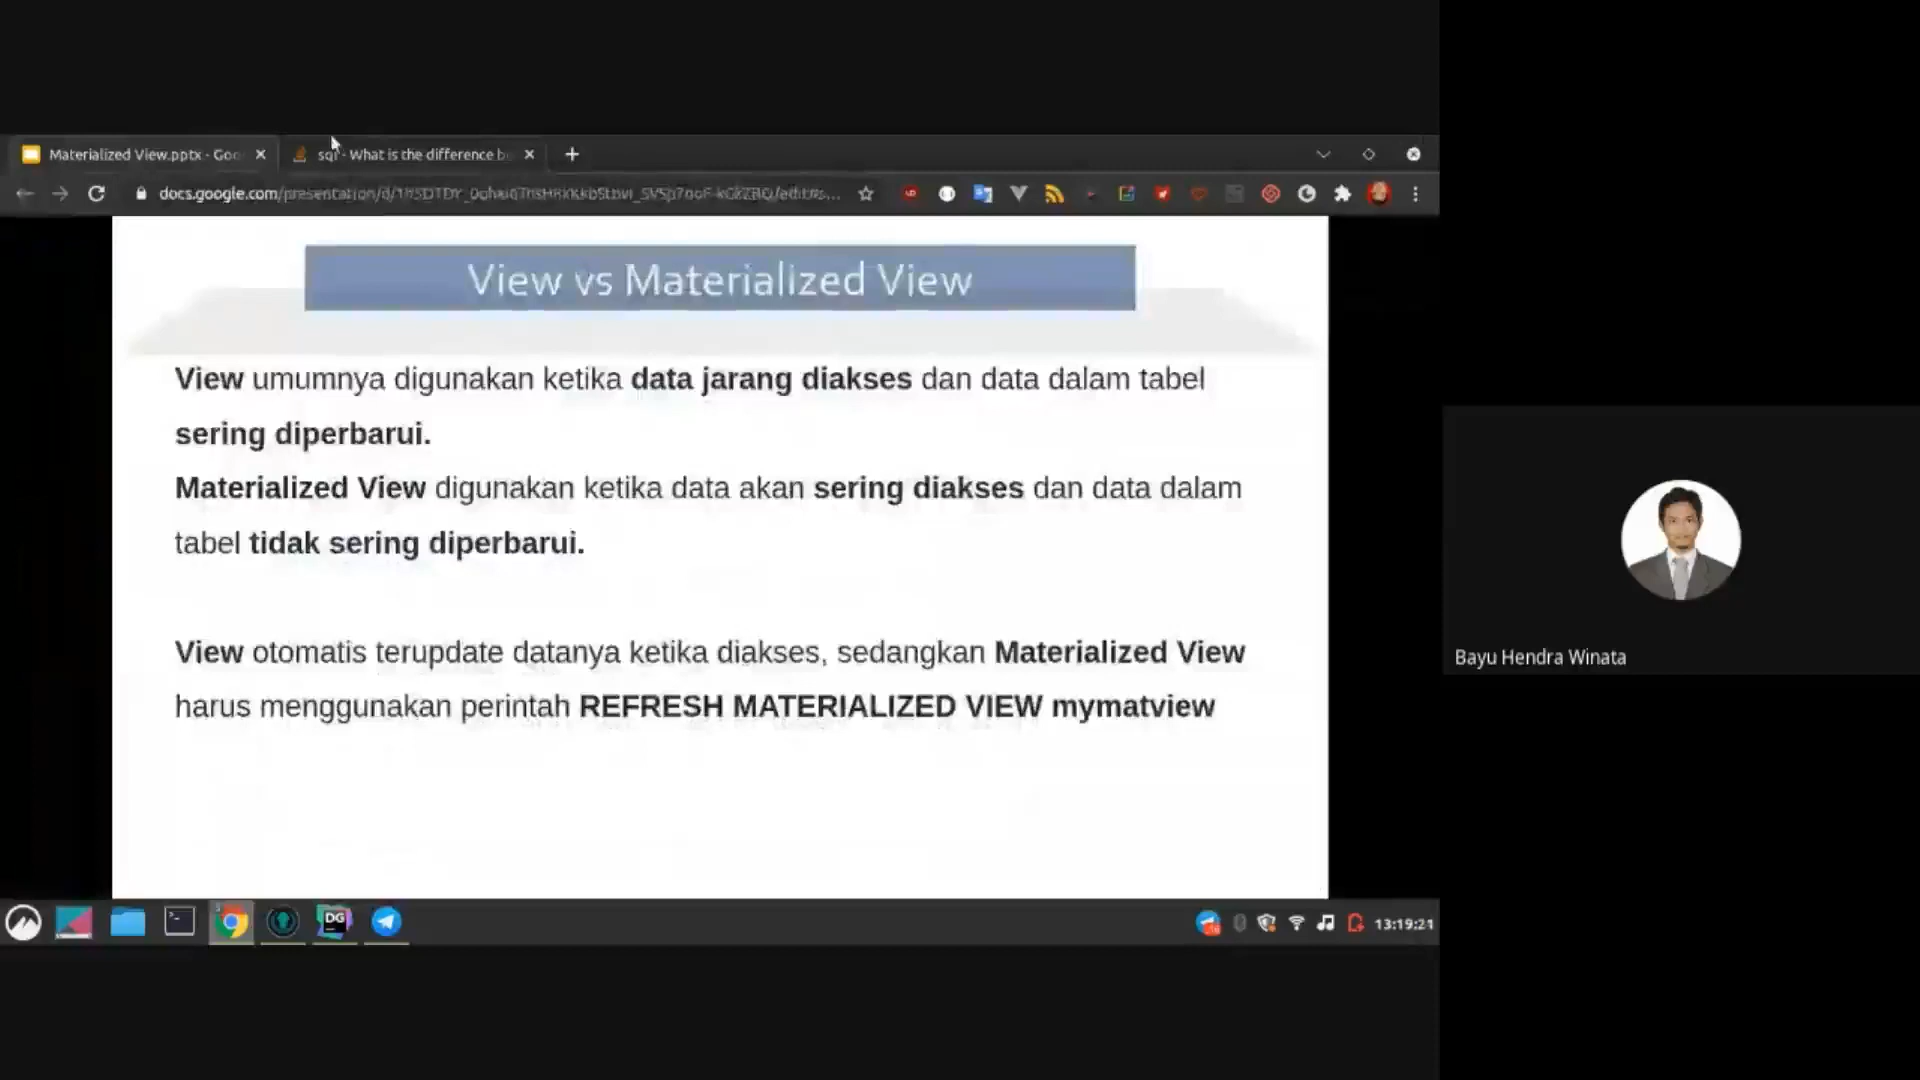 Materialized View.pptx - Goo
sql - What is the difference b
docs.google.com/presentation/d/
View vs Materialized View
View umumnya digunakan ketika data jarang diakses dan data dalam tabel
sering diperbarui.
Materialized View digunakan ketika data akan sering diakses dan data dalam
tabel tidak sering diperbarui.
View otomatis terupdate datanya ketika diakses, sedangkan Materialized View
harus menggunakan perintah REFRESH MATERIALIZED VIEW mymatview
Bayu Hendra Winata
DG
13:19:21